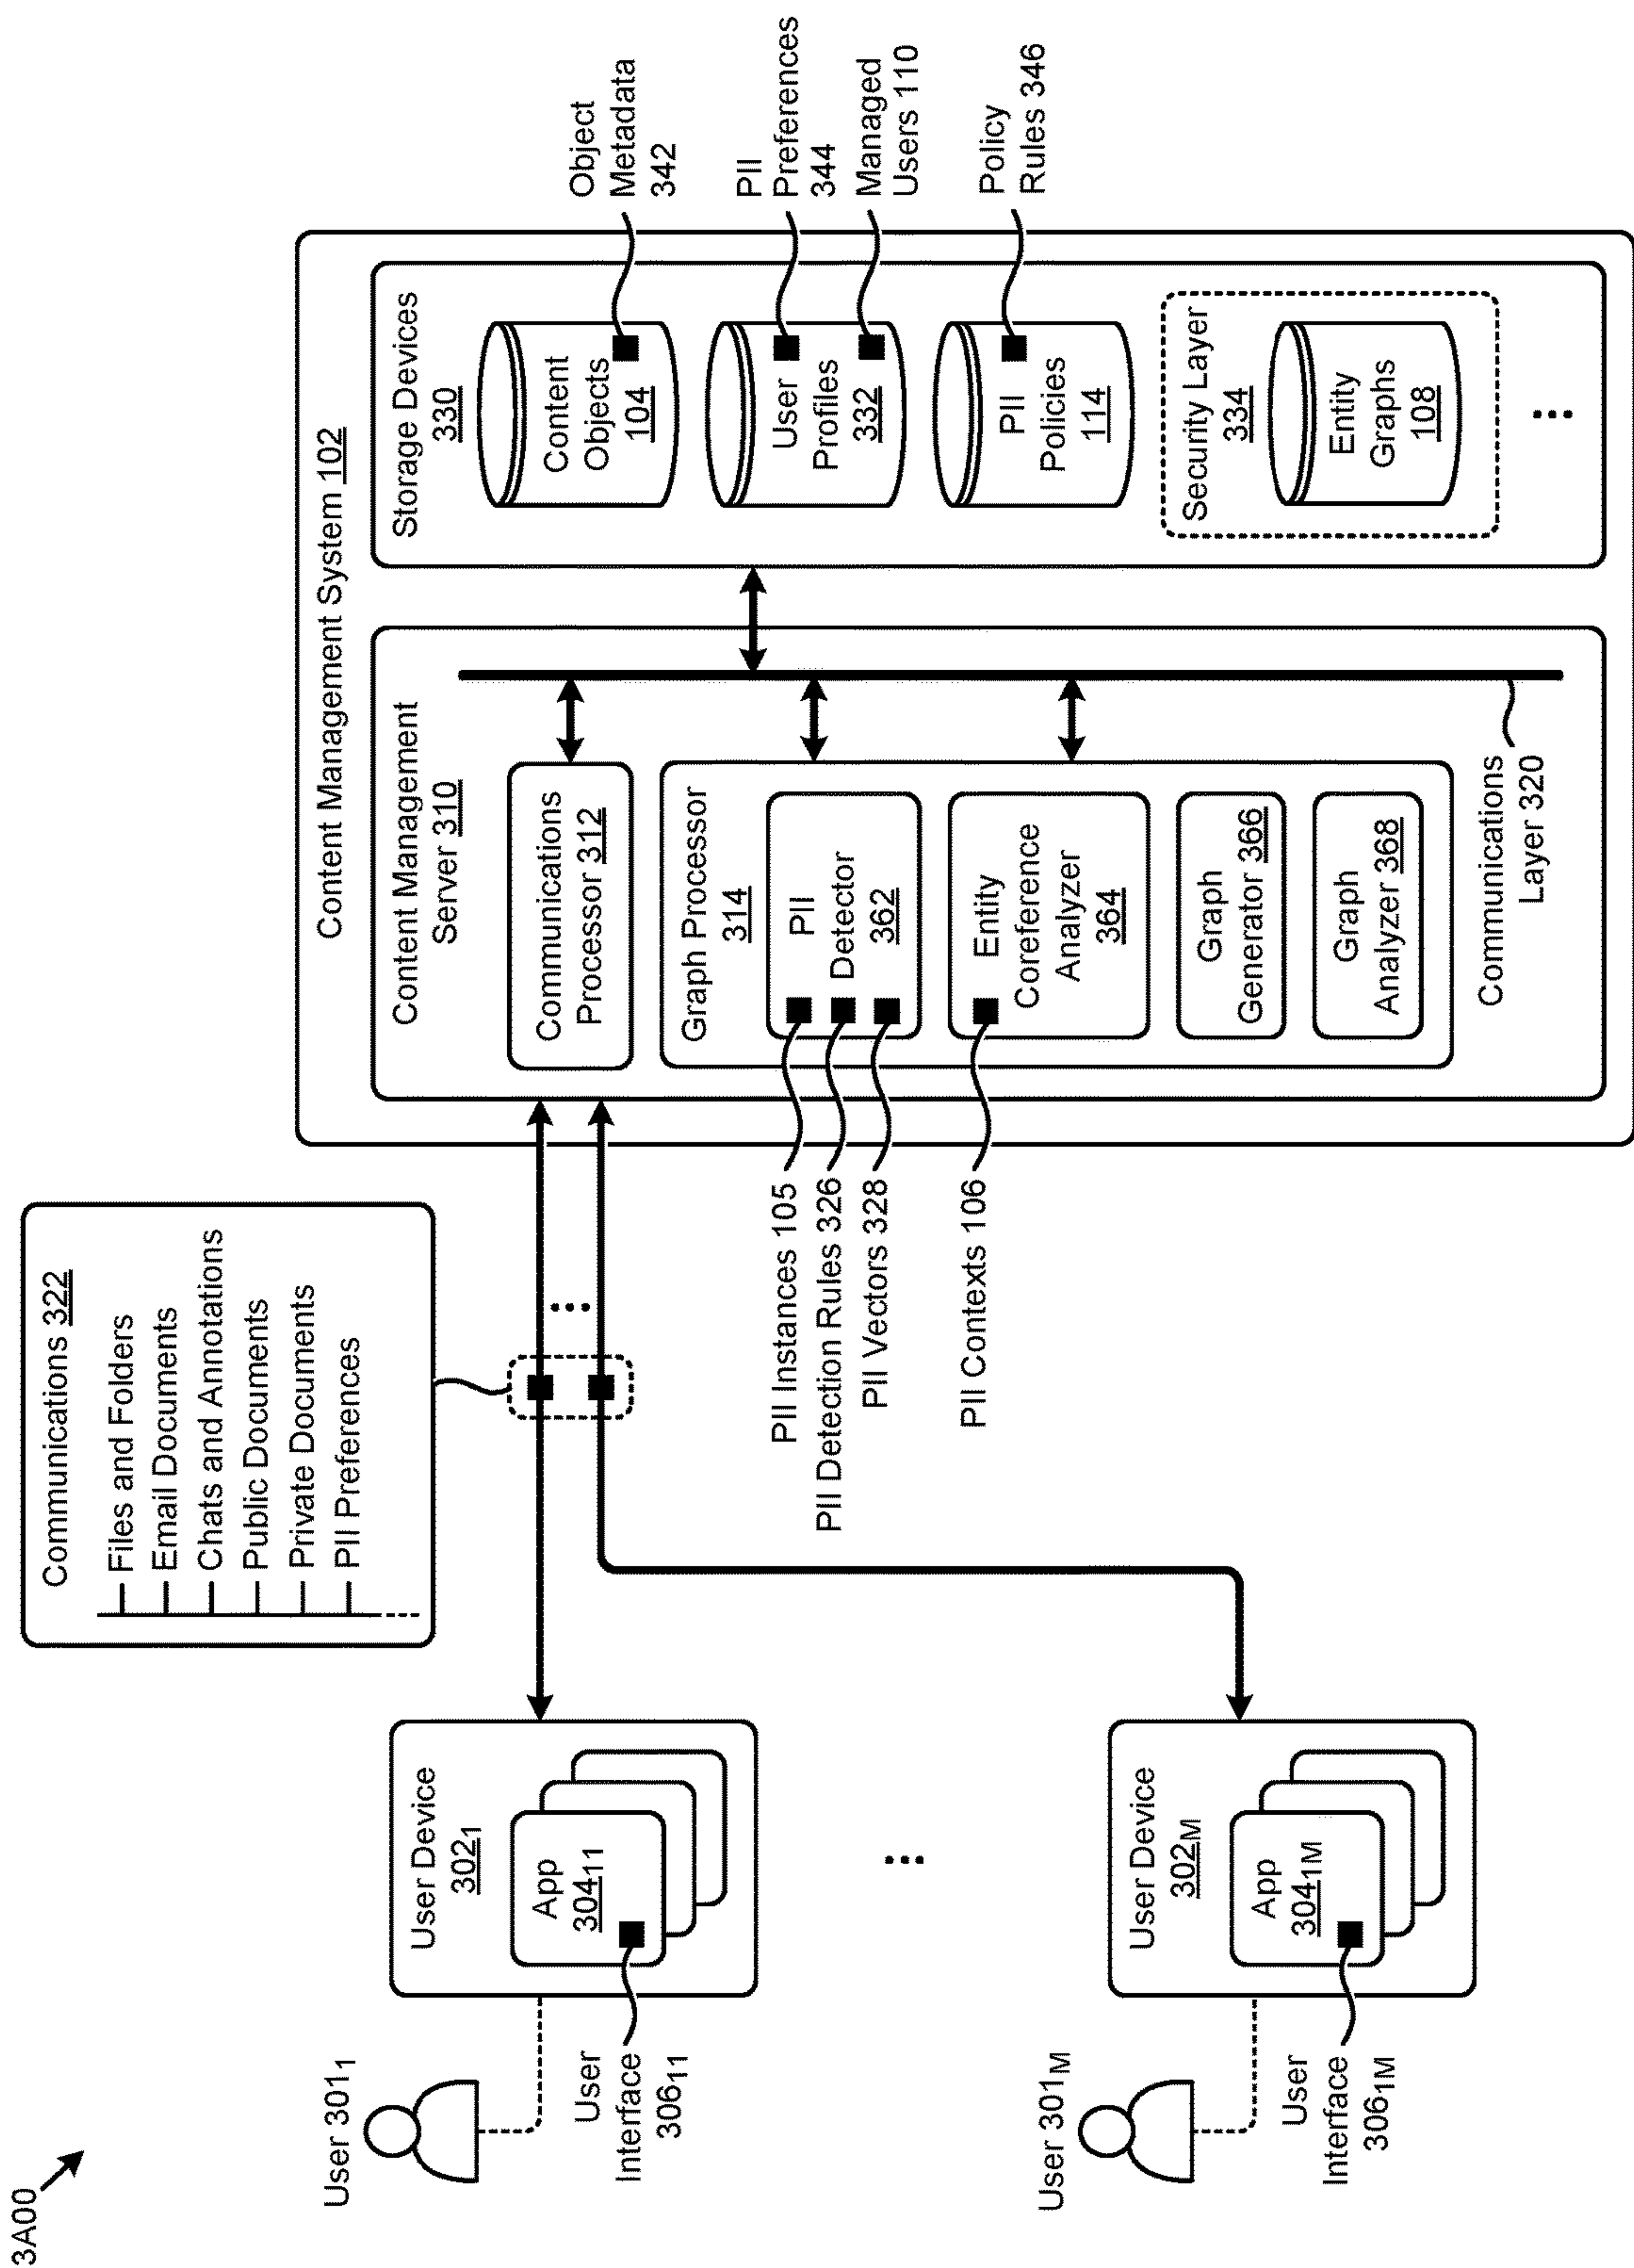 3A00
User 301₁
User
Interface
306₁₁
User Device
302₁
App
304₁₁
User 301M
User
Interface
306₁M
User Device
302M
App
304₁M
...
Communications 322
Files and Folders
Email Documents
Chats and Annotations
Public Documents
Private Documents
PII Preferences
...
Content Management System 102
Content Management
Server 310
Communications
Processor 312
Graph Processor
314
PII
Detector
362
Entity
Coreference
Analyzer
364
Graph
Generator 366
Graph
Analyzer 368
Communications
Layer 320
PII Instances 105
PII Detection Rules 326
PII Vectors 328
PII Contexts 106
Storage Devices
330
Content
Objects
104
User
Profiles
332
PII
Policies
114
Security Layer
334
Entity
Graphs
108
...
Object
Metadata
342
PII
Preferences
344
Managed
Users 110
Policy
Rules 346